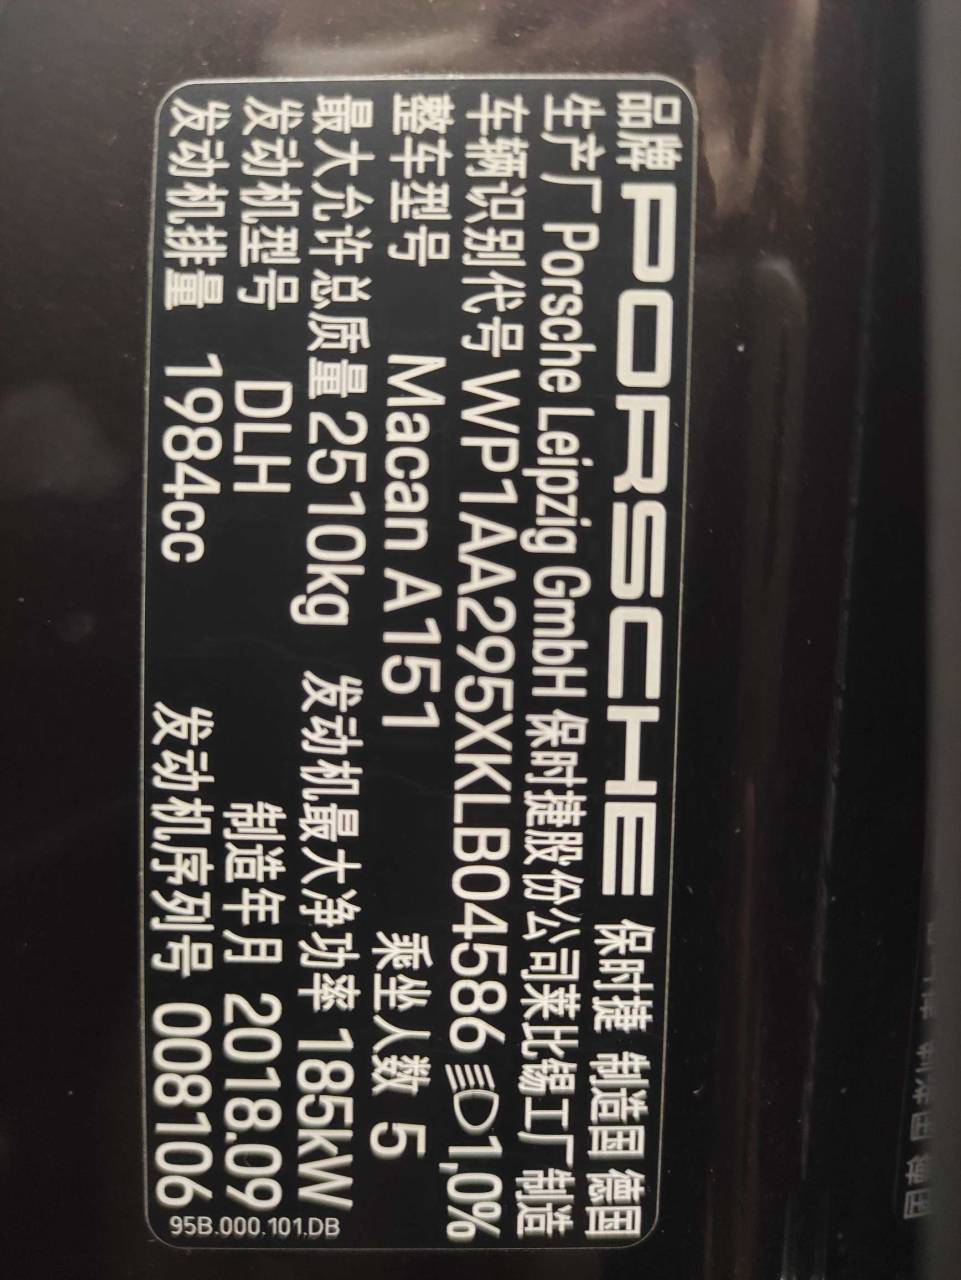 品牌 PORSCHE 保时捷 制造国 德国
生产厂 Porsche Leipzig GmbH 保时捷股份公司莱比锡工厂制造
车辆识别代号 WP1AA295XKLB04586 1,0%
整车型号 Macan A151 乘坐人数 5
最大允许总质量 2510kg 发动机最大净功率 185kW
发动机型号 DLH 制造年月 2018.09
发动机排量 1984cc 发动机序列号 008106
95B.000.101.DB